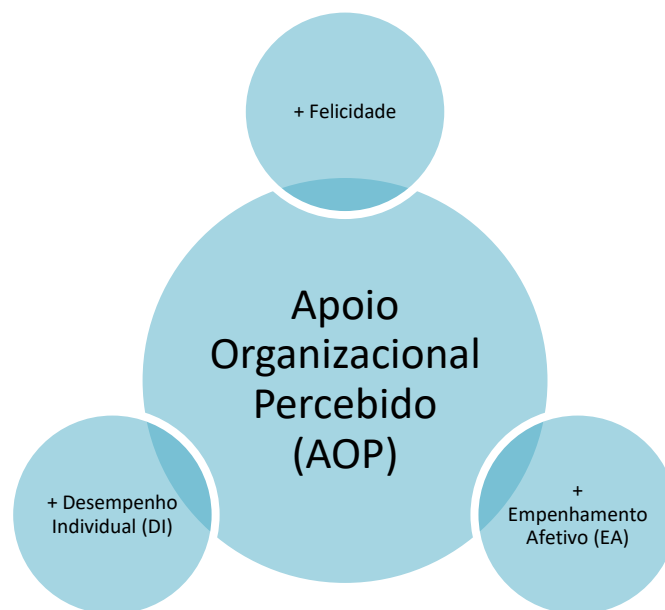 + Felicidade
Apoio
Organizacional
Percebido
(AOP)
+ Desempenho
Individual (DI)
+
Empenhamento
Afetivo (EA)